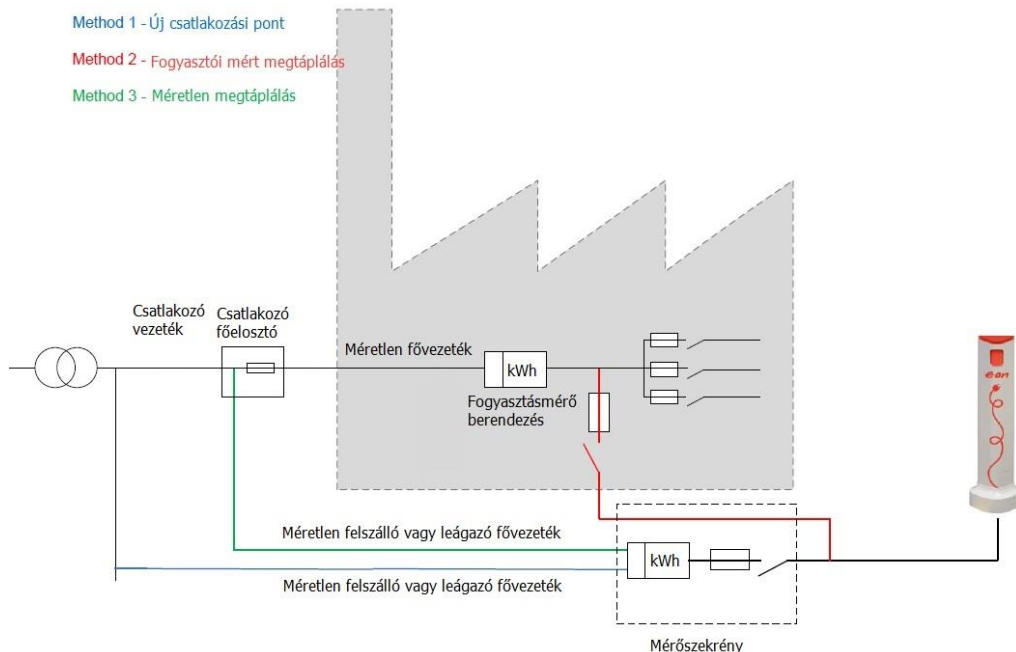 Method 1 - Új csatlakozási pont
Method 2 - Fogyasztói mért megtáplálás
Method 3 - Méretlen megtáplálás
Csatlakozó
vezeték
Csatlakozó
főelosztó
Méretlen fővezeték
kWh
Fogyasztásmérő
berendezés
e·on
Méretlen felszálló vagy leágazó fővezeték
kWh
Méretlen felszálló vagy leágazó fővezeték
Mérőszekrény